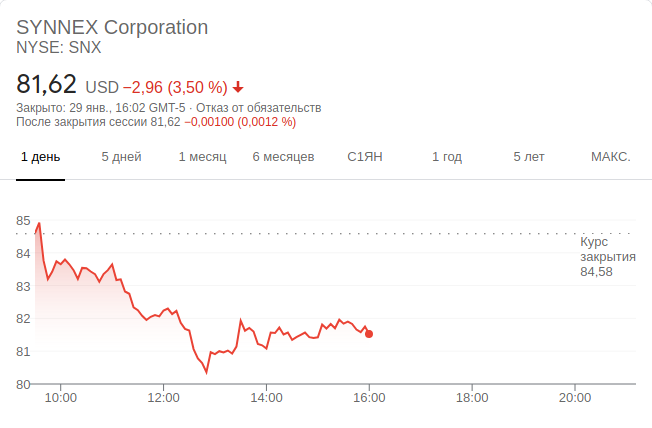 SYNNEX Corporation
NYSE: SNX
81,62 USD −2,96 (3,50 %)
Закрыто: 29 янв., 16:02 GMT-5 · Отказ от обязательств
После закрытия сессии 81,62 −0,00100 (0,0012 %)
1 день 5 дней 1 месяц 6 месяцев С1ЯН 1 год 5 лет МАКС.
85
Курс
закрытия
84,58
84
83
82
81
80
10:00 12:00 14:00 16:00 18:00 20:00